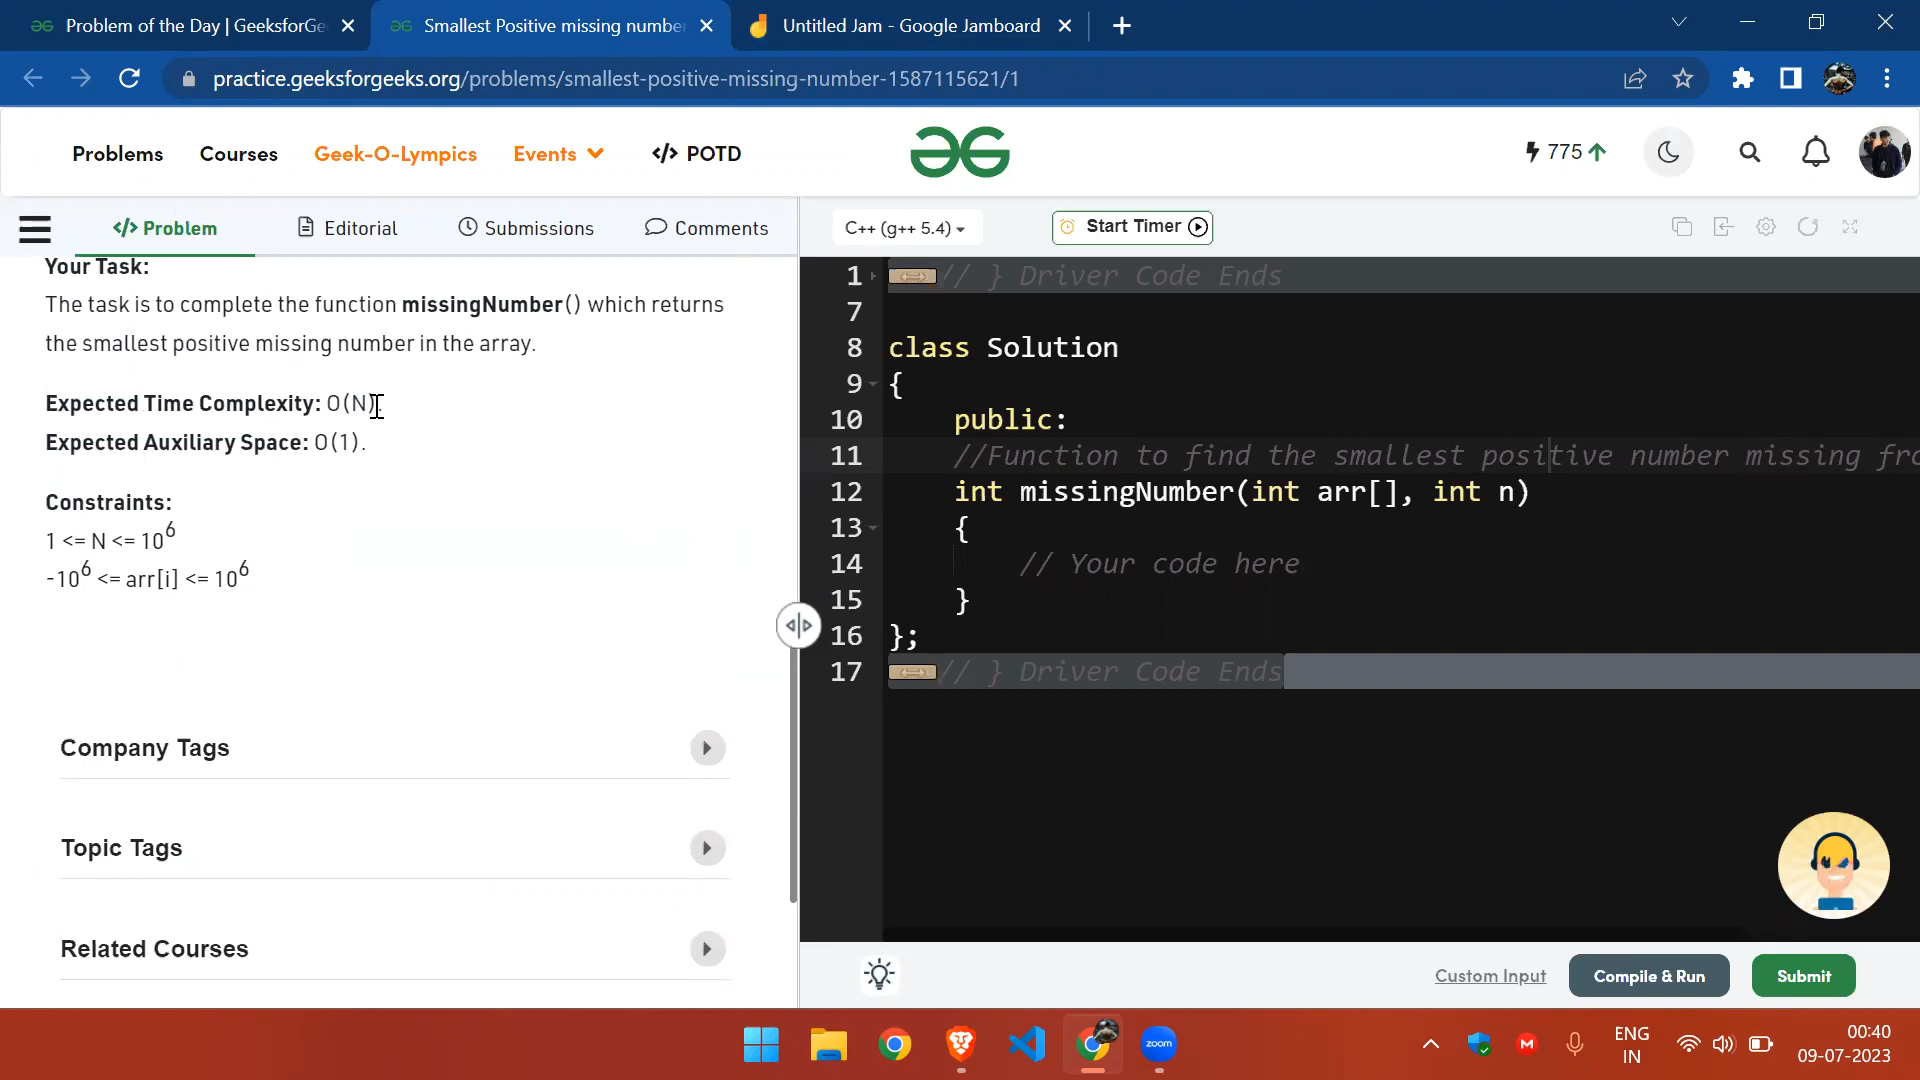 Problem of the Day | GeeksforGe
Smallest Positive missing numbe
Untitled Jam - Google Jamboard
practice.geeksforgeeks.org/problems/smallest-positive-missing-number-1587115621/1
Problems
Courses
Geek-O-Lympics
Events
</> POTD
775
</> Problem
Editorial
Submissions
Comments
C++ (g++ 5.4)
Start Timer
Your Task:
The task is to complete the function missingNumber() which returns
the smallest positive missing number in the array.
Expected Time Complexity: O(N).
Expected Auxiliary Space: O(1).
Constraints:
1 <= N <= 10^6
-10^6 <= arr[i] <= 10^6
Company Tags
Topic Tags
Related Courses
1 // } Driver Code Ends
7
8 class Solution
9 {
10 public:
11 //Function to find the smallest positive number missing fro
12 int missingNumber(int arr[], int n)
13 {
14 // Your code here
15 }
16 };
17 // } Driver Code Ends
Custom Input
Compile & Run
Submit
zoom
M
ENG
IN
00:40
09-07-2023